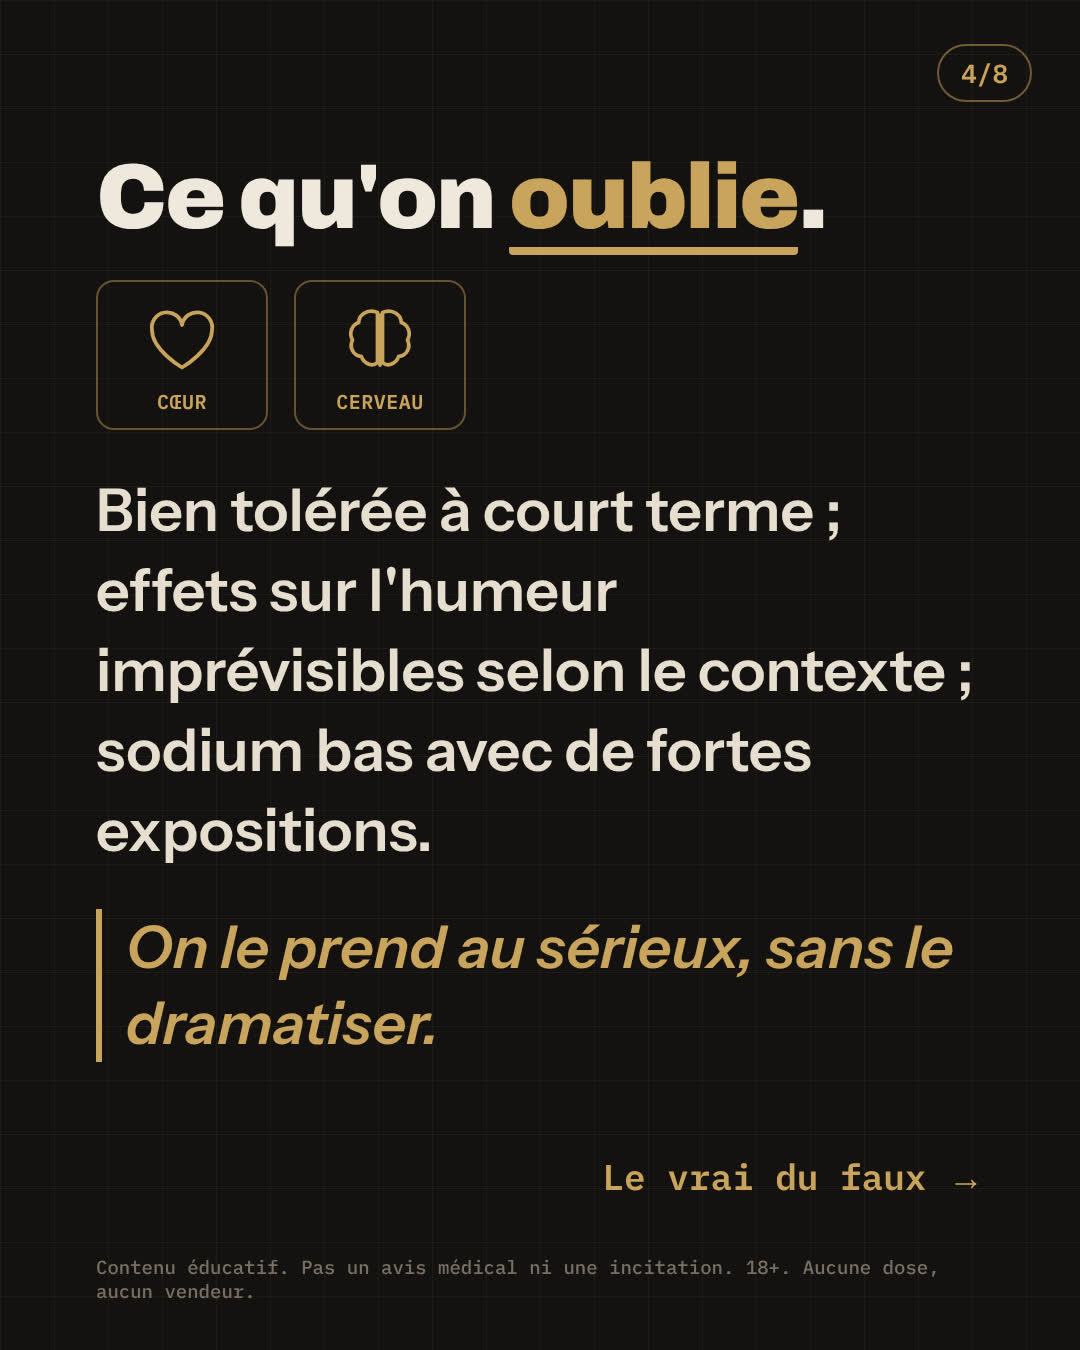 4/8
Ce qu'on oublie.
CŒUR
CERVEAU
Bien tolérée à court terme ;
effets sur l'humeur
imprévisibles selon le contexte ;
sodium bas avec de fortes
expositions.
On le prend au sérieux, sans le
dramatiser.
Le vrai du faux →
Contenu éducatif. Pas un avis médical ni une incitation. 18+. Aucune dose,
aucun vendeur.